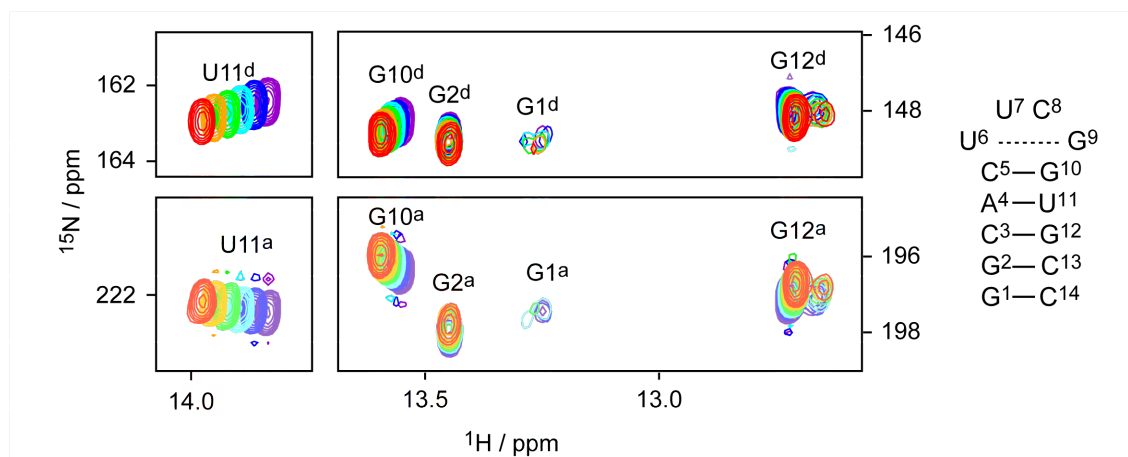 146
162
U11ᵈ
G10ᵈ
G2ᵈ
G1ᵈ
G12ᵈ
148
164
¹⁵N / ppm
U11ᵃ
G10ᵃ
G2ᵃ
G1ᵃ
G12ᵃ
196
222
198
14.0
13.5
13.0
¹H / ppm
U⁷ C⁸
U⁶ -------- G⁹
C⁵—G¹⁰
A⁴—U¹¹
C³—G¹²
G²—C¹³
G¹—C¹⁴